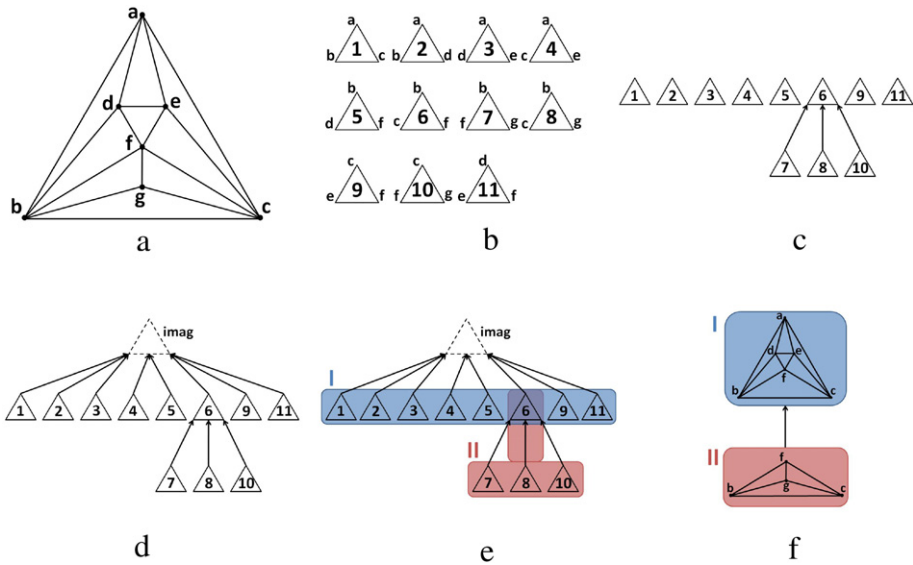 a
d e
f
g
b c
a
a a a a
b 1 c b 2 d d 3 e c 4 e
b b b b
d 5 f c 6 f f 7 g c 8 g
c c d
e 9 f f 10 g e 11 f
b
1 2 3 4 5 6 9 11
7 8 10
c
imag
1 2 3 4 5 6 9 11
7 8 10
d
imag
I
1 2 3 4 5 6 9 11
II
7 8 10
e
I
a
d e
f
b c
II
f
g
b c
f